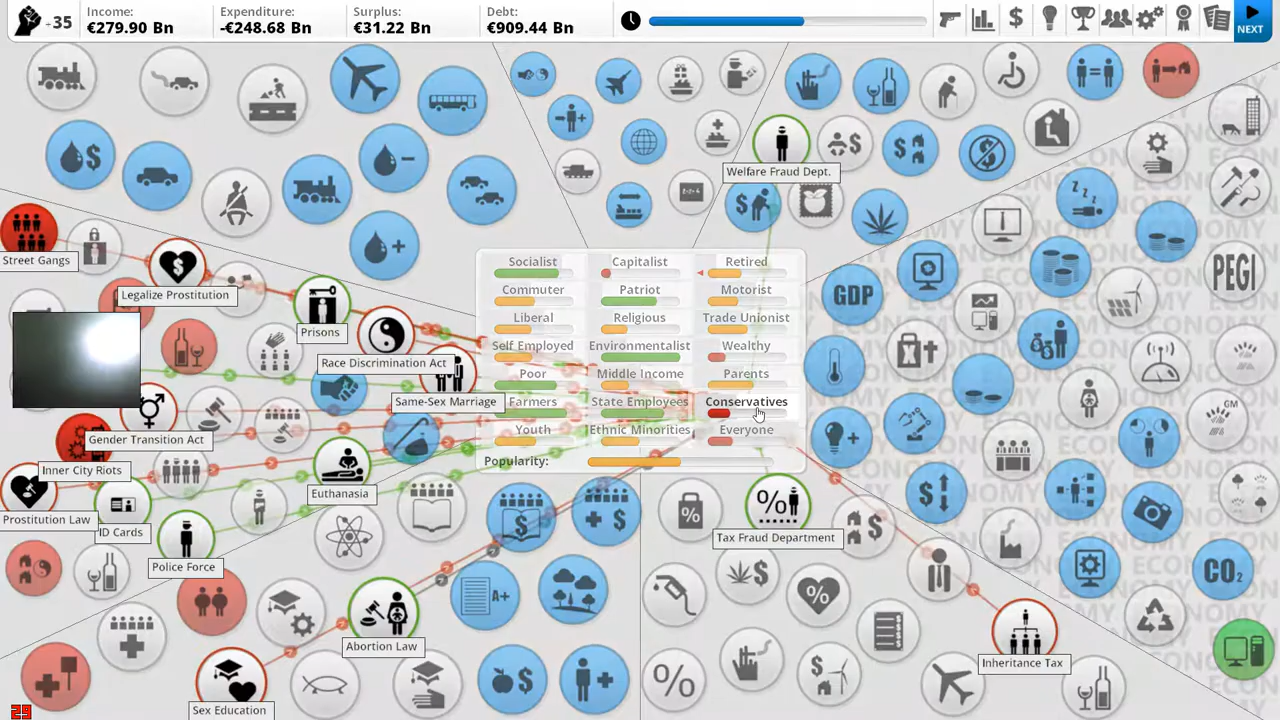 35
Income:
€279.90 Bn
Expenditure:
-€248.68 Bn
Surplus:
€31.22 Bn
Debt:
€909.44 Bn
NEXT
Welfare Fraud Dept.
Street Gangs
Legalize Prostitution
Prisons
Race Discrimination Act
Same-Sex Marriage
Gender Transition Act
Inner City Riots
Prostitution Law
ID Cards
Euthanasia
Police Force
Socialist Capitalist Retired
Commuter Patriot Motorist
Liberal Religious Trade Unionist
Self Employed Environmentalist Wealthy
Poor Middle Income Parents
Farmers State Employees Conservatives
Youth Ethnic Minorities Everyone
Popularity:
GDP
PEGI
GM
CO2
A+
Tax Fraud Department
Abortion Law
Sex Education
Inheritance Tax
ECONOMY
29